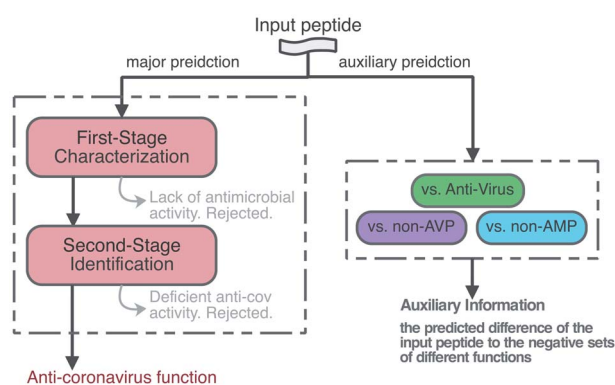 Input peptide
major preidction
auxiliary preidction
First-Stage
Characterization
Lack of antimicrobial
activity. Rejected.
Second-Stage
Identification
Deficient anti-cov
activity. Rejected.
Anti-coronavirus function
vs. Anti-Virus
vs. non-AVP
vs. non-AMP
Auxiliary Information
the predicted difference of the
input peptide to the negative sets
of different functions